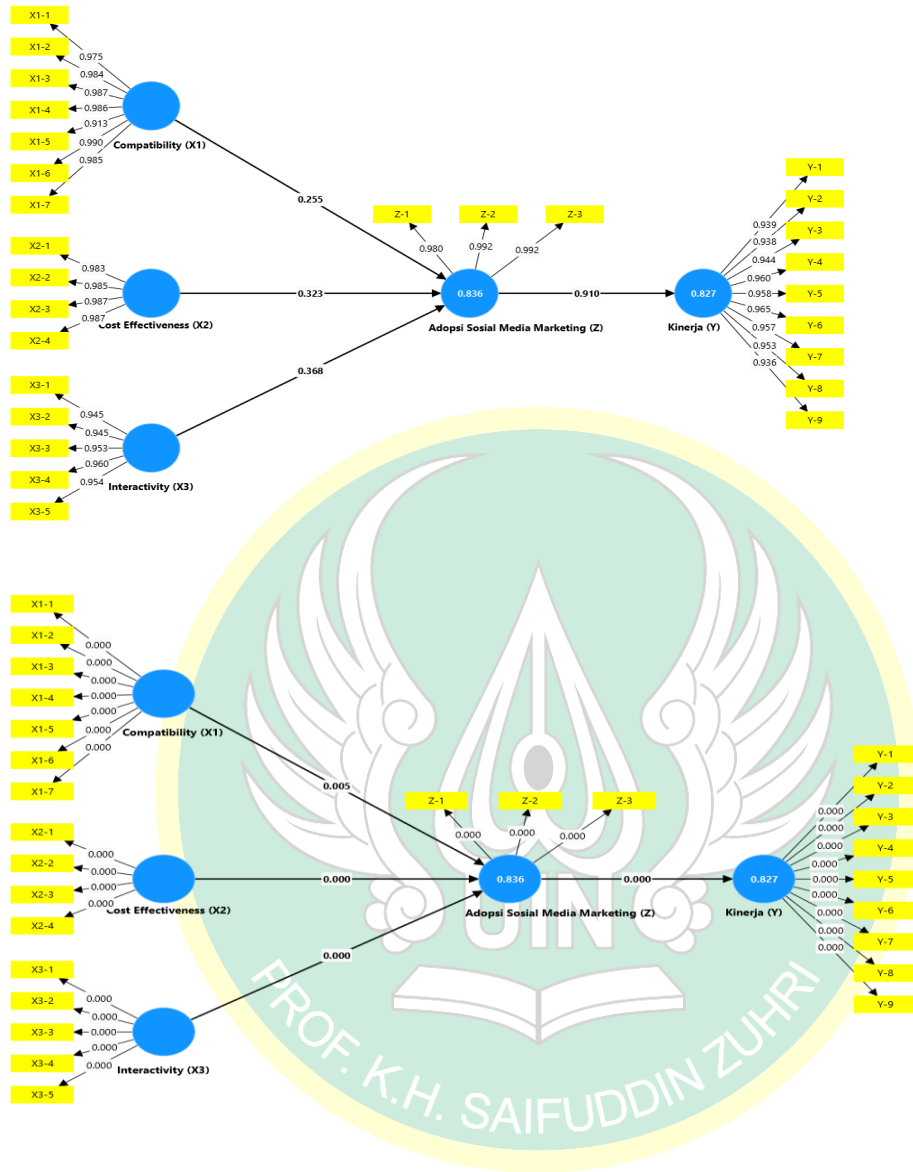 X1-1
X1-2
X1-3
X1-4
X1-5
X1-6
X1-7
0.975
0.984
0.987
0.986
0.913
0.990
0.985
Compatibility (X1)
0.255
X2-1
X2-2
X2-3
X2-4
0.983
0.985
0.987
0.987
Cost Effectiveness (X2)
0.323
X3-1
X3-2
X3-3
X3-4
X3-5
0.945
0.945
0.953
0.960
0.954
Interactivity (X3)
0.368
Z-1
Z-2
Z-3
0.980
0.992
0.992
0.836
Adopsi Sosial Media Marketing (Z)
0.910
0.827
Kinerja (Y)
Y-1
Y-2
Y-3
Y-4
Y-5
Y-6
Y-7
Y-8
Y-9
0.939
0.938
0.944
0.960
0.958
0.965
0.957
0.953
0.936
X1-1
X1-2
X1-3
X1-4
X1-5
X1-6
X1-7
0.000
0.000
0.000
0.000
0.000
0.000
0.000
Compatibility (X1)
0.005
X2-1
X2-2
X2-3
X2-4
0.000
0.000
0.000
0.000
Cost Effectiveness (X2)
0.000
X3-1
X3-2
X3-3
X3-4
X3-5
0.000
0.000
0.000
0.000
0.000
Interactivity (X3)
0.000
Z-1
Z-2
Z-3
0.000
0.000
0.000
0.836
Adopsi Sosial Media Marketing (Z)
0.000
0.827
Kinerja (Y)
Y-1
Y-2
Y-3
Y-4
Y-5
Y-6
Y-7
Y-8
Y-9
0.000
0.000
0.000
0.000
0.000
0.000
0.000
0.000
0.000
UIN
PROF. K.H. SAIFUDDIN ZUHRI